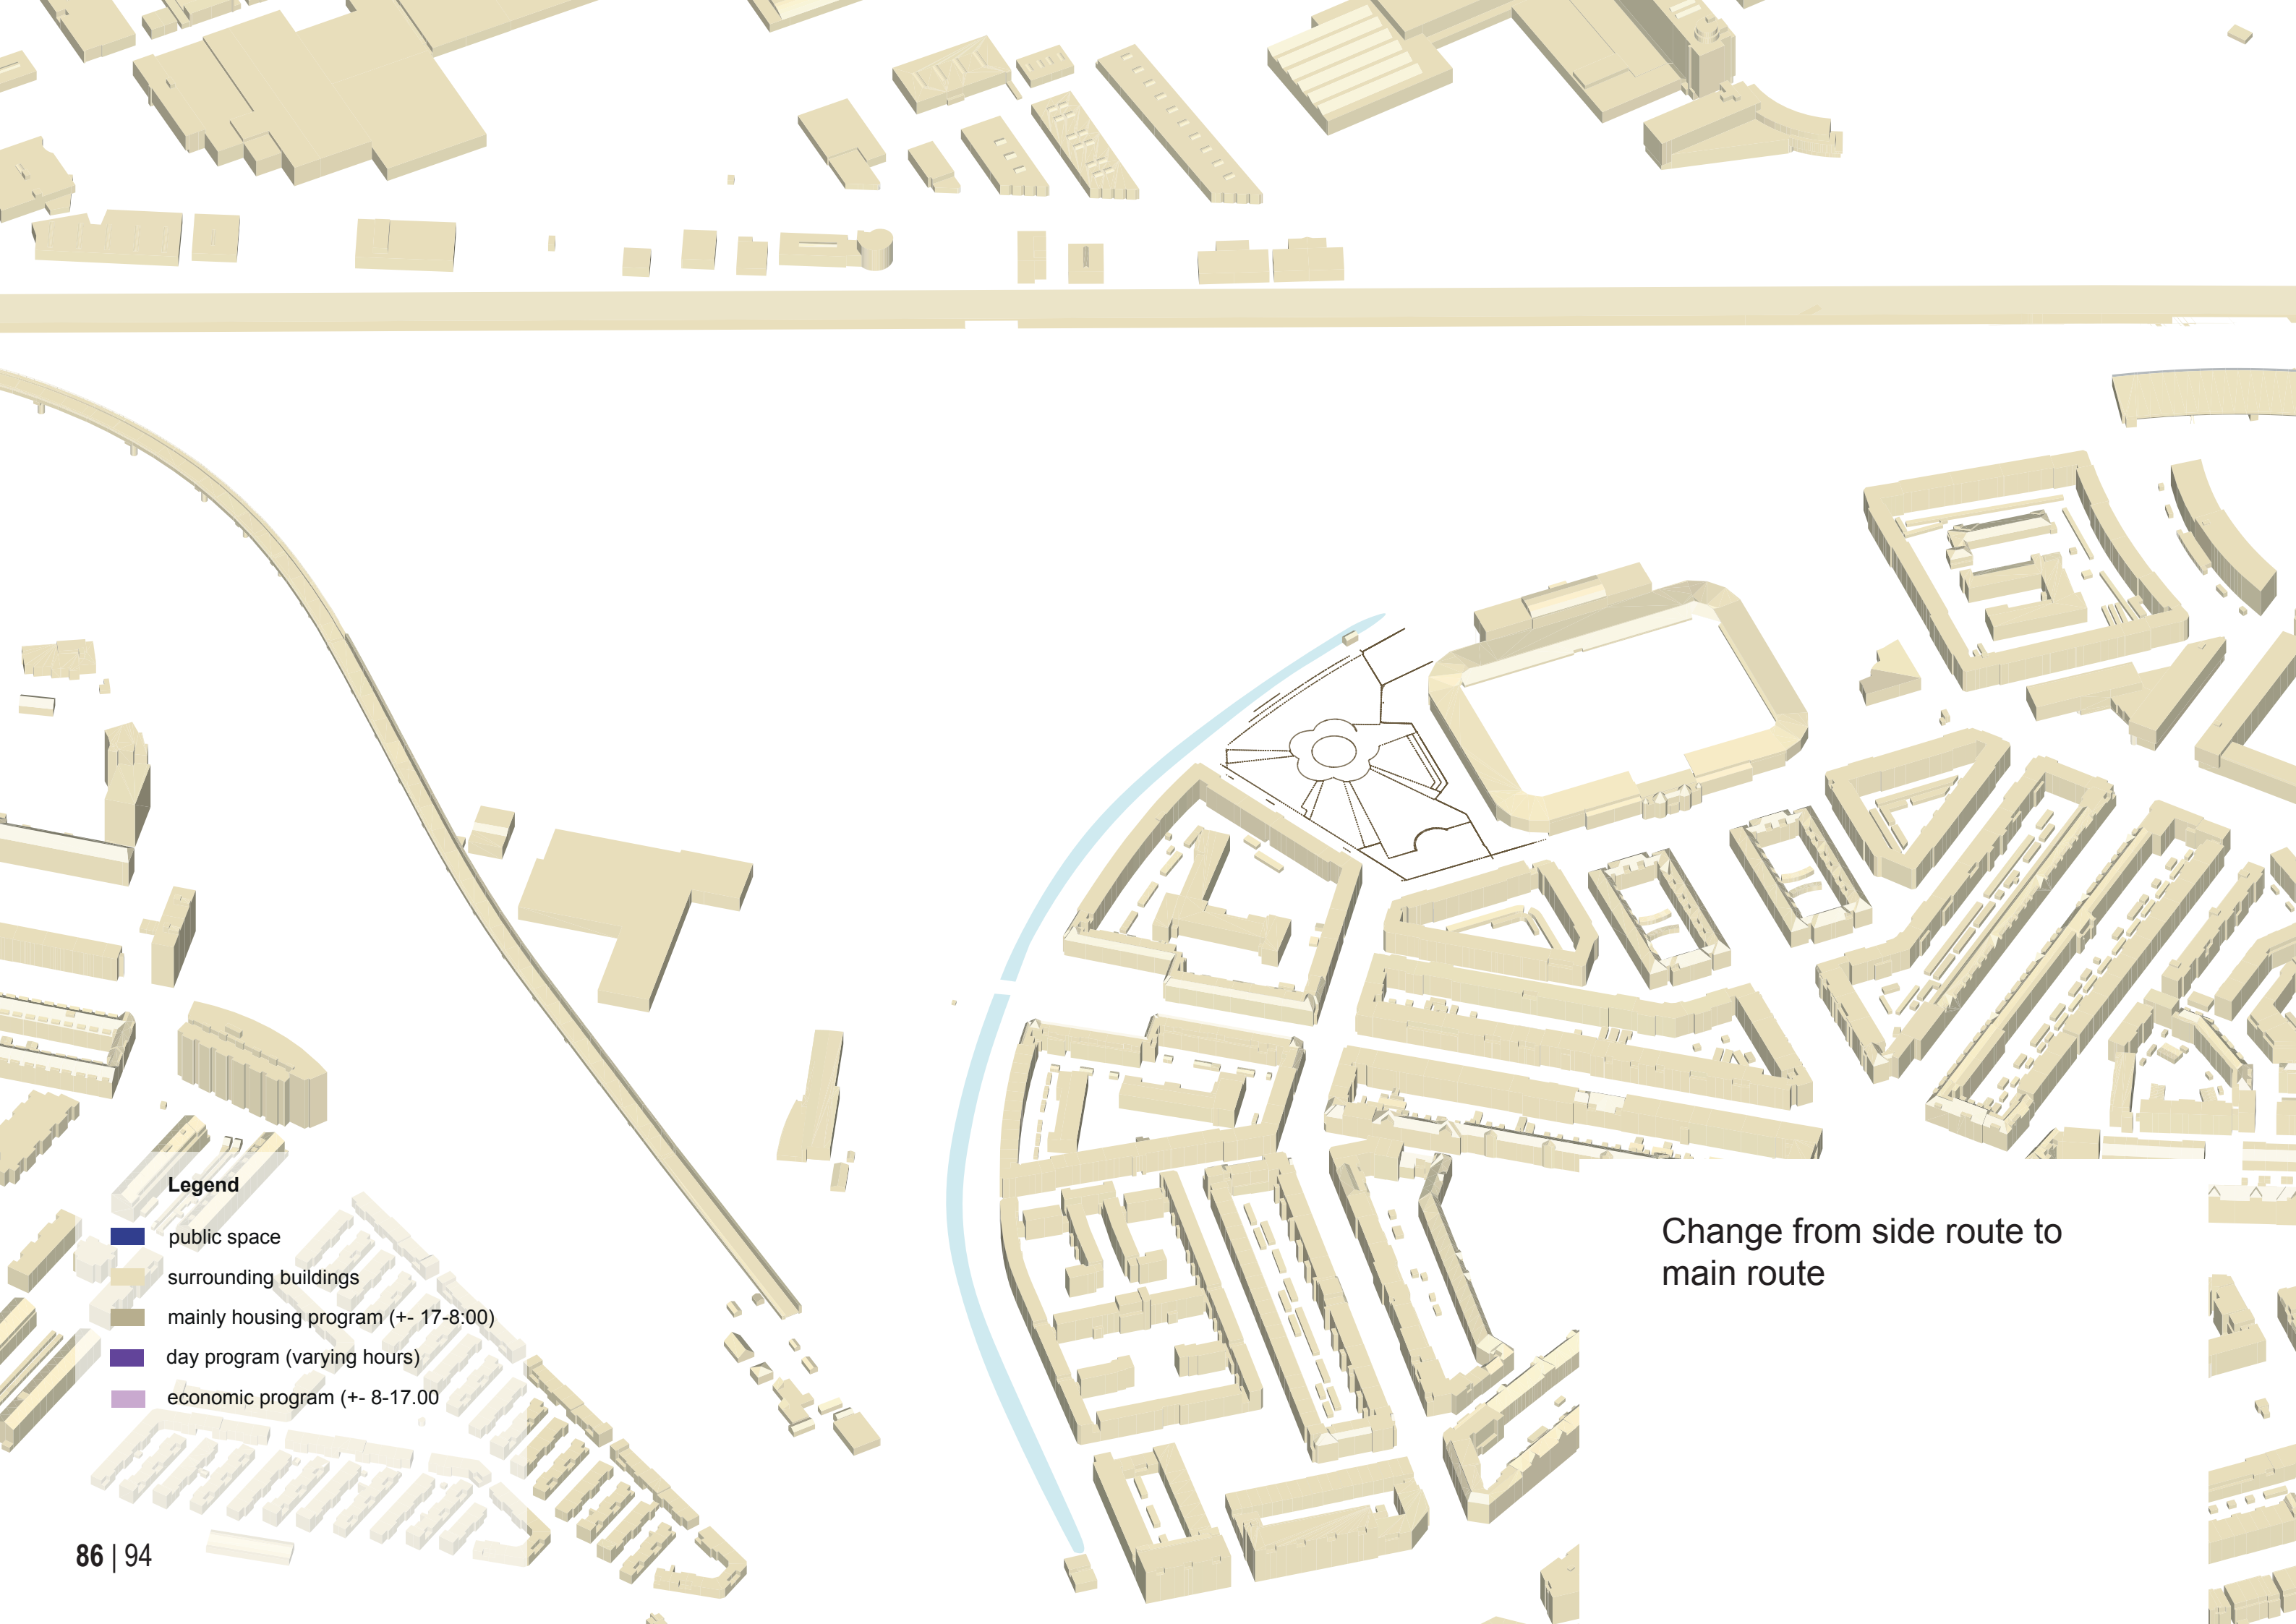 Legend
public space
surrounding buildings
mainly housing program (+- 17-8:00)
day program (varying hours)
economic program (+- 8-17.00
Change from side route to
main route
86 | 94